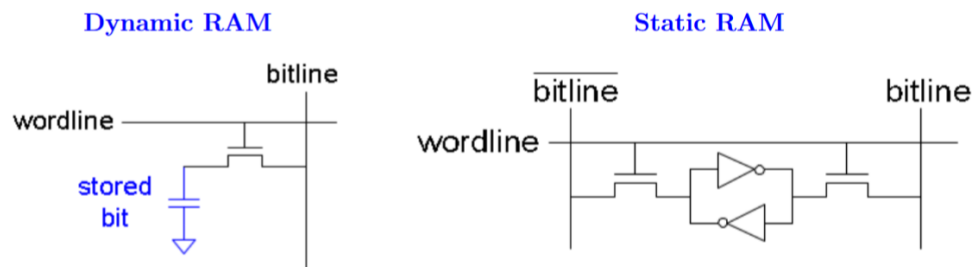 Dynamic RAM
bitline
wordline
stored
bit
Static RAM
bitline
bitline
wordline